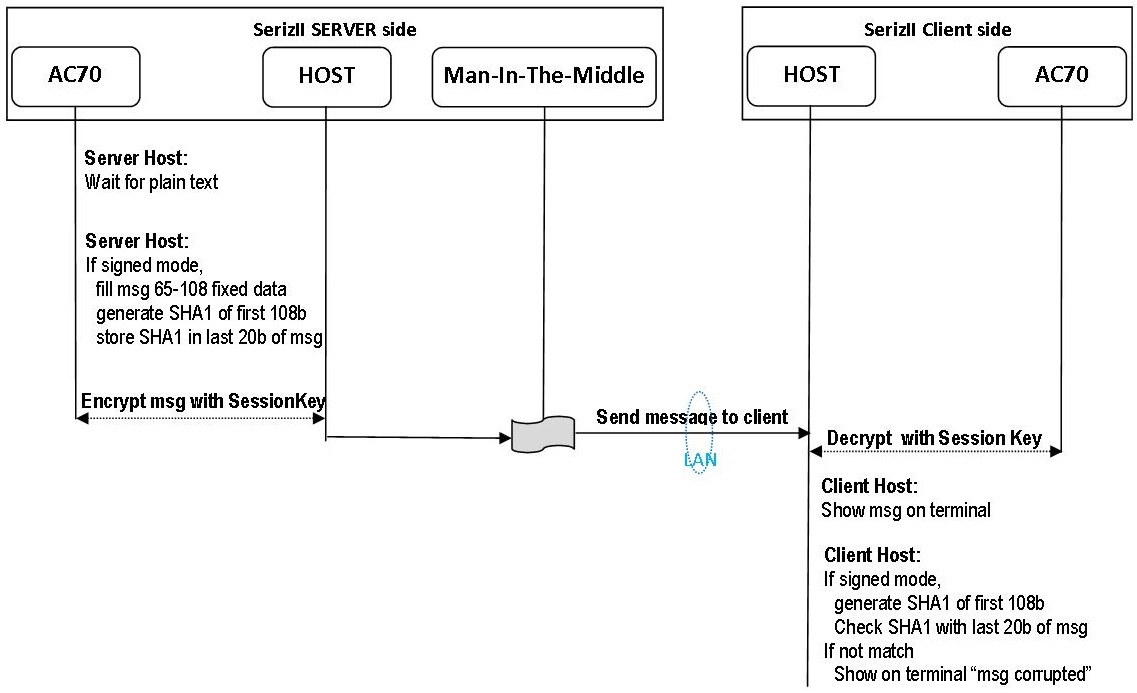 SerizII SERVER side
SerizII Client side
AC70
HOST
Man-In-The-Middle
HOST
AC70
Server Host:
Wait for plain text
Server Host:
If signed mode,
fill msg 65-108 fixed data
generate SHA1 of first 108b
store SHA1 in last 20b of msg
Encrypt msg with SessionKey
Send message to client
LAN
Decrypt with Session Key
Client Host:
Show msg on terminal
Client Host:
If signed mode,
generate SHA1 of first 108b
Check SHA1 with last 20b of msg
If not match
Show on terminal “msg corrupted”